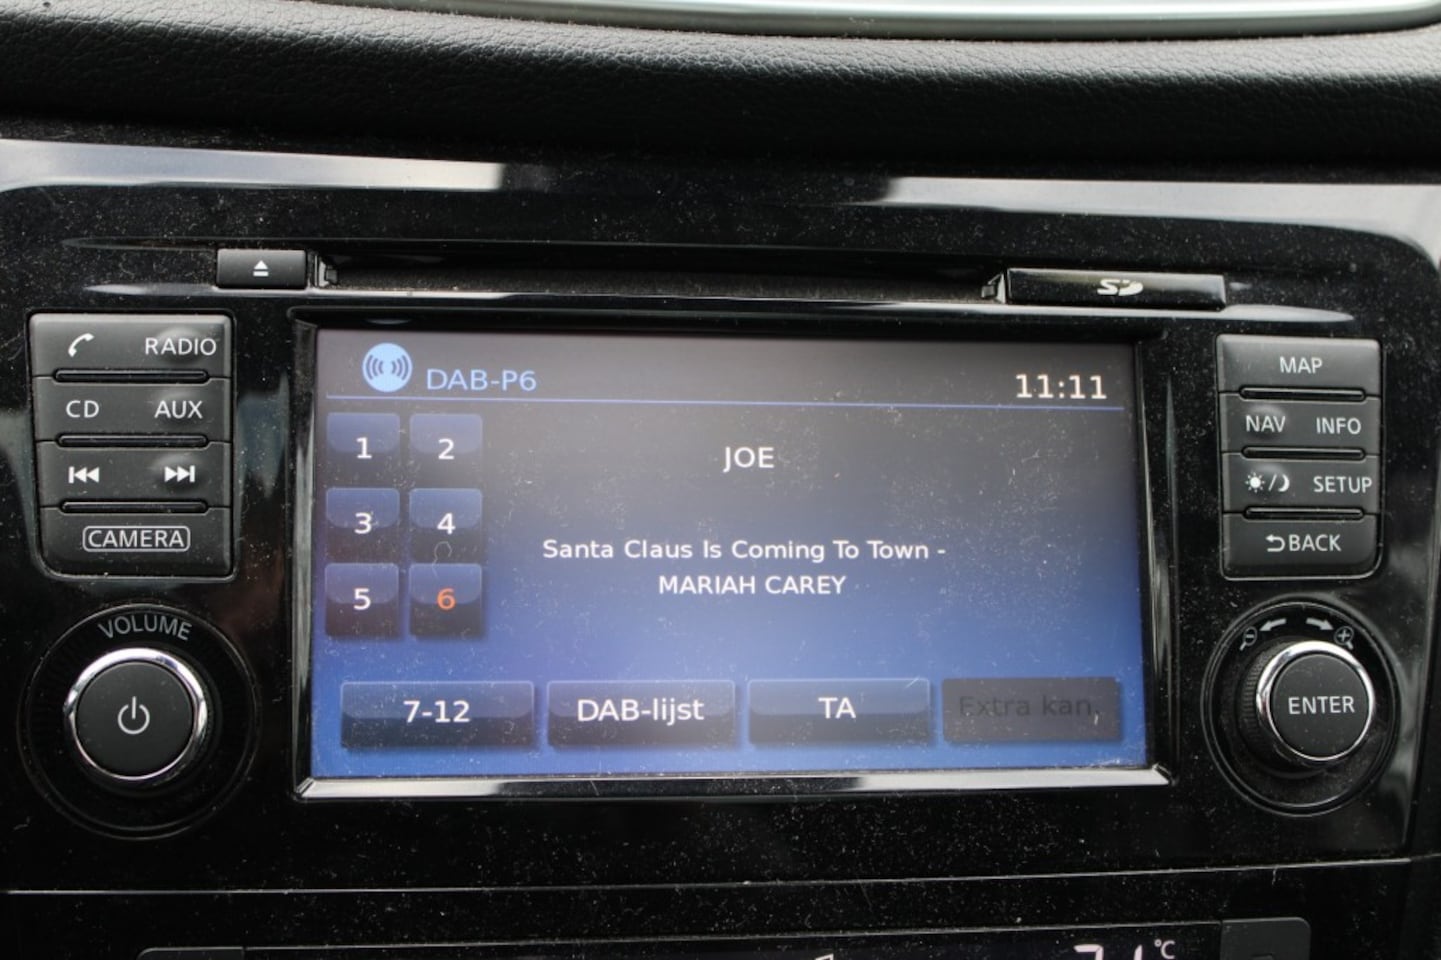 SD
RADIO
CD AUX
CAMERA
VOLUME
DAB-P6
11:11
1 2
3 4
5 6
JOE
Santa Claus Is Coming To Town -
MARIAH CAREY
7-12 DAB-lijst TA Extra kan.
MAP
NAV INFO
SETUP
BACK
ENTER
°C